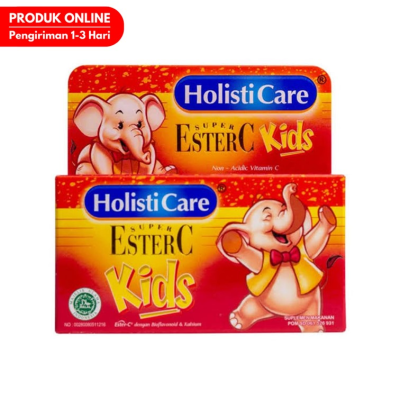 PRODUK ONLINE
Pengiriman 1-3 Hari
HolistiCare®
SUPER
ESTER C Kids
Non - Acidic Vitamin C
HolistiCare®
SUPER
ESTER C
Kids
Ester-C® dengan Bioflavonoid & Kalsium
SUPLEMEN MAKANAN